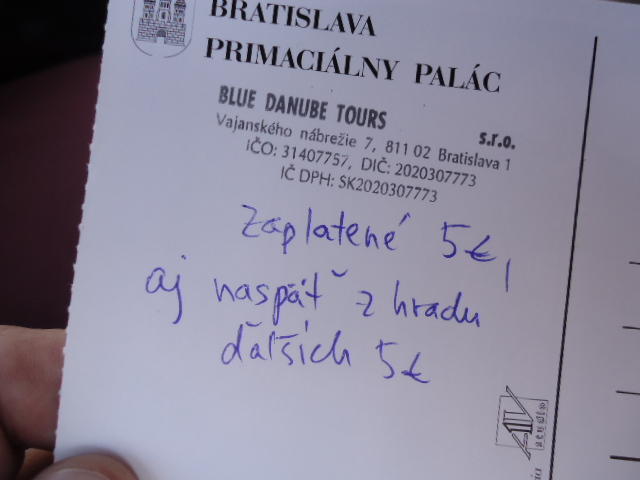 BRATISLAVA
PRIMACIÁLNY PALÁC
BLUE DANUBE TOURS s.r.o.
Vajanského nábrežie 7, 811 02 Bratislava 1
IČO: 31407757, DIČ: 2020307773
IČ DPH: SK2020307773
zaplatené 5€,
aj naspäť z hradu
ďalších 5€